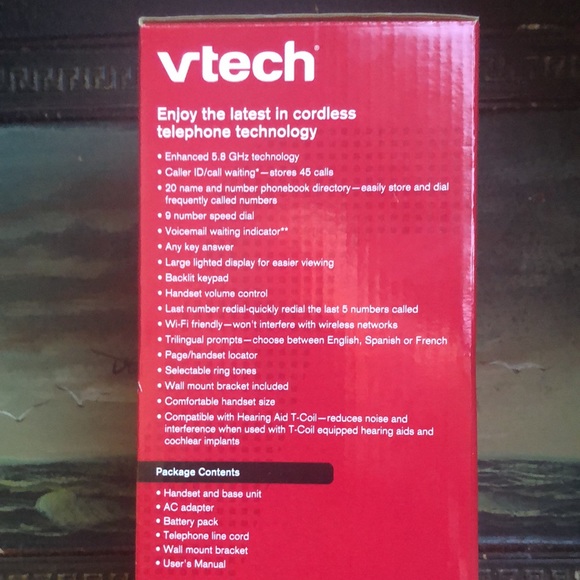 vtech
Enjoy the latest in cordless
telephone technology
• Enhanced 5.8 GHz technology
• Caller ID/call waiting*—stores 45 calls
• 20 name and number phonebook directory—easily store and dial
frequently called numbers
• 9 number speed dial
• Voicemail waiting indicator**
• Any key answer
• Large lighted display for easier viewing
• Backlit keypad
• Handset volume control
• Last number redial-quickly redial the last 5 numbers called
• Wi-Fi friendly—won't interfere with wireless networks
• Trilingual prompts—choose between English, Spanish or French
• Page/handset locator
• Selectable ring tones
• Wall mount bracket included
• Comfortable handset size
• Compatible with Hearing Aid T-Coil—reduces noise and
interference when used with T-Coil equipped hearing aids and
cochlear implants
Package Contents
• Handset and base unit
• AC adapter
• Battery pack
• Telephone line cord
• Wall mount bracket
• User's Manual